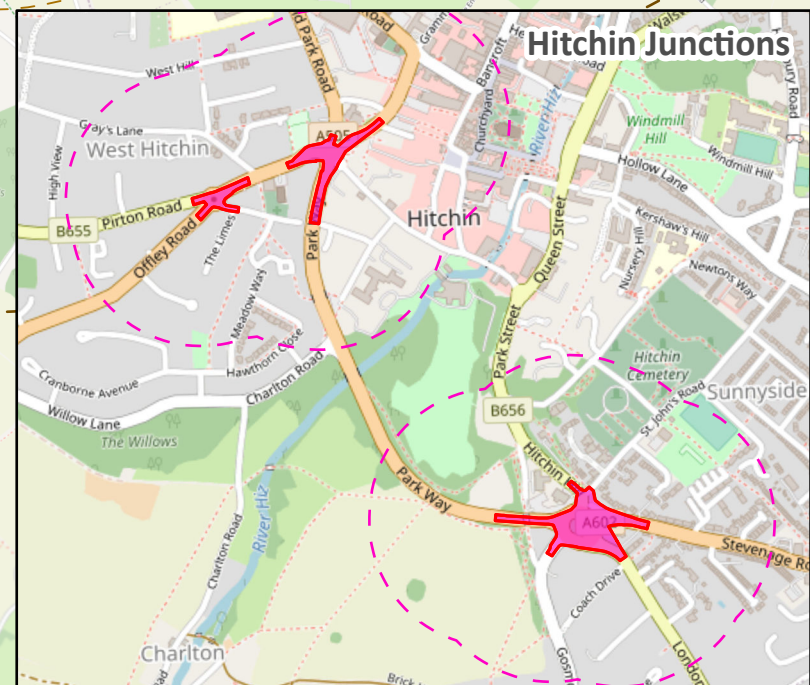 Hitchin Junctions
West Hill
Gray's Lane
West Hitchin
High View
Pirton Road
B655
Offley Road
The Limes
Meadow Way
Hawthorn Close
Charlton Road
Cranborne Avenue
Willow Lane
The Willows
Park Road
Road
A505
Park
Hitchin
Churchyard
Bancroft
River Hiz
Windmill Hill
Windmill Hill
Hollow Lane
Kershaw's Hill
Nursery Hill
Newtons Way
Queen Street
Park Street
Hitchin Cemetery
Sunnyside
St. John's Road
B656
Hitchin
Park Way
A602
Stevenage
Coach Drive
London
River Hiz
Charlton Road
Charlton